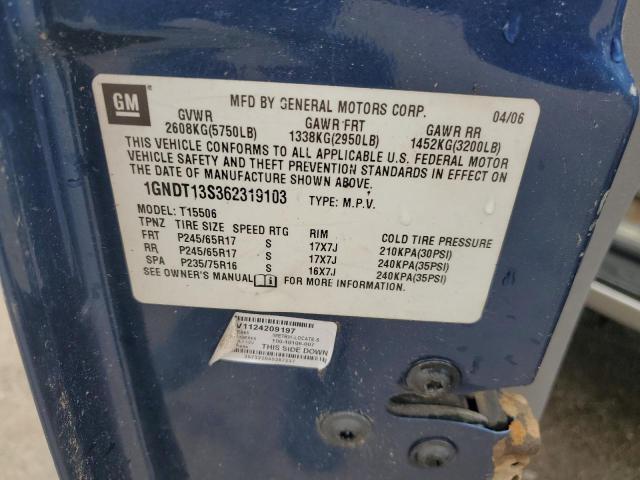 GM
MFD BY GENERAL MOTORS CORP. 04/06
GVWR GAWR FRT GAWR RR
2608KG(5750LB) 1338KG(2950LB) 1452KG(3200LB)
THIS VEHICLE CONFORMS TO ALL APPLICABLE U.S. FEDERAL MOTOR
VEHICLE SAFETY AND THEFT PREVENTION STANDARDS IN EFFECT ON
THE DATE OF MANUFACTURE SHOWN ABOVE.
1GNDT13S362319103 TYPE: M.P.V.
MODEL: T15506
TPNZ TIRE SIZE SPEED RTG RIM COLD TIRE PRESSURE
FRT P245/65R17 S 17X7J 210KPA(30PSI)
RR P245/65R17 S 17X7J 240KPA(35PSI)
SPA P235/75R16 S 16X7J 240KPA(35PSI)
SEE OWNER'S MANUAL FOR MORE INFORMATION.
V1124209197
THIS SIDE DOWN